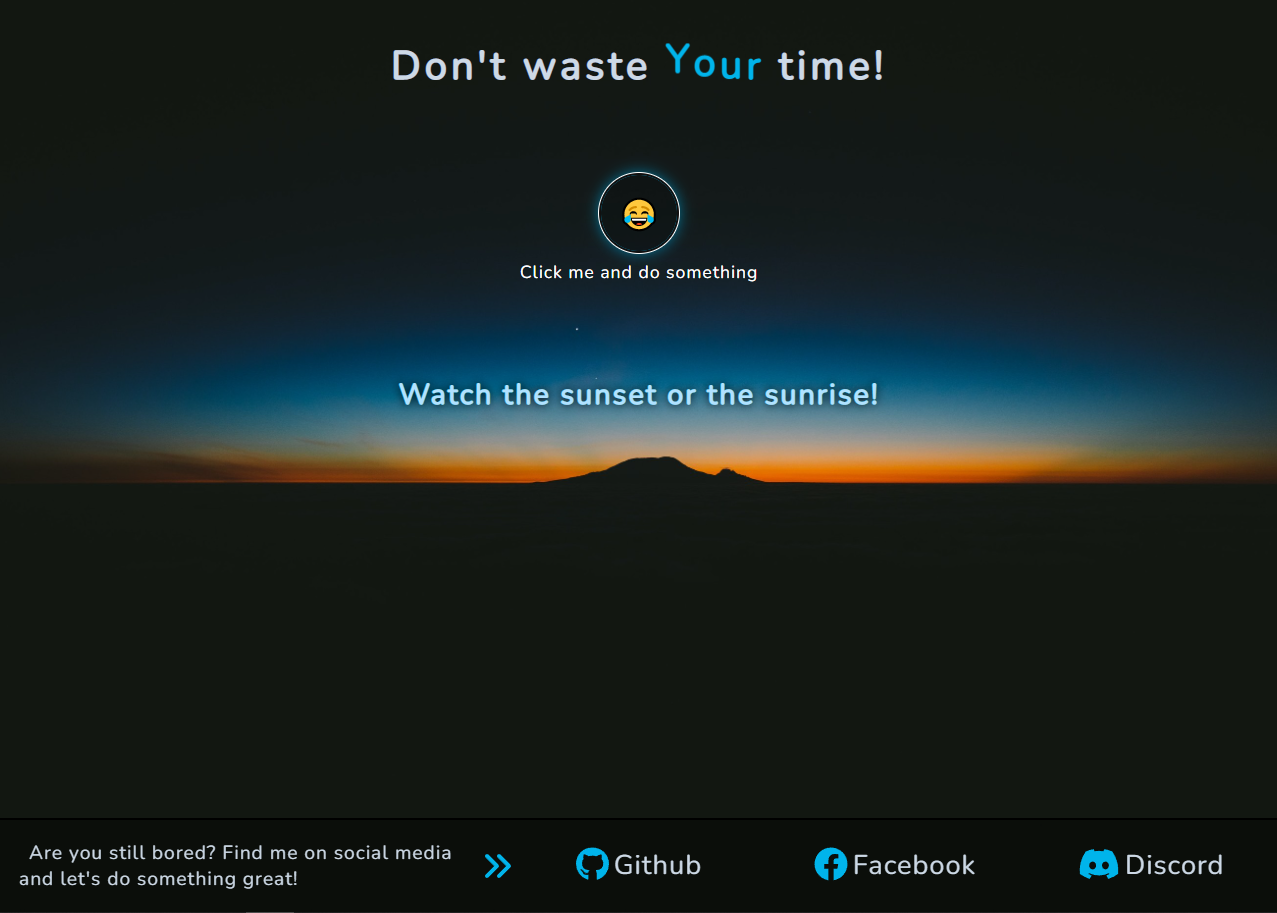 Don't waste Your time!
Click me and do something
Watch the sunset or the sunrise!
Are you still bored? Find me on social media
and let's do something great!
Github
Facebook
Discord